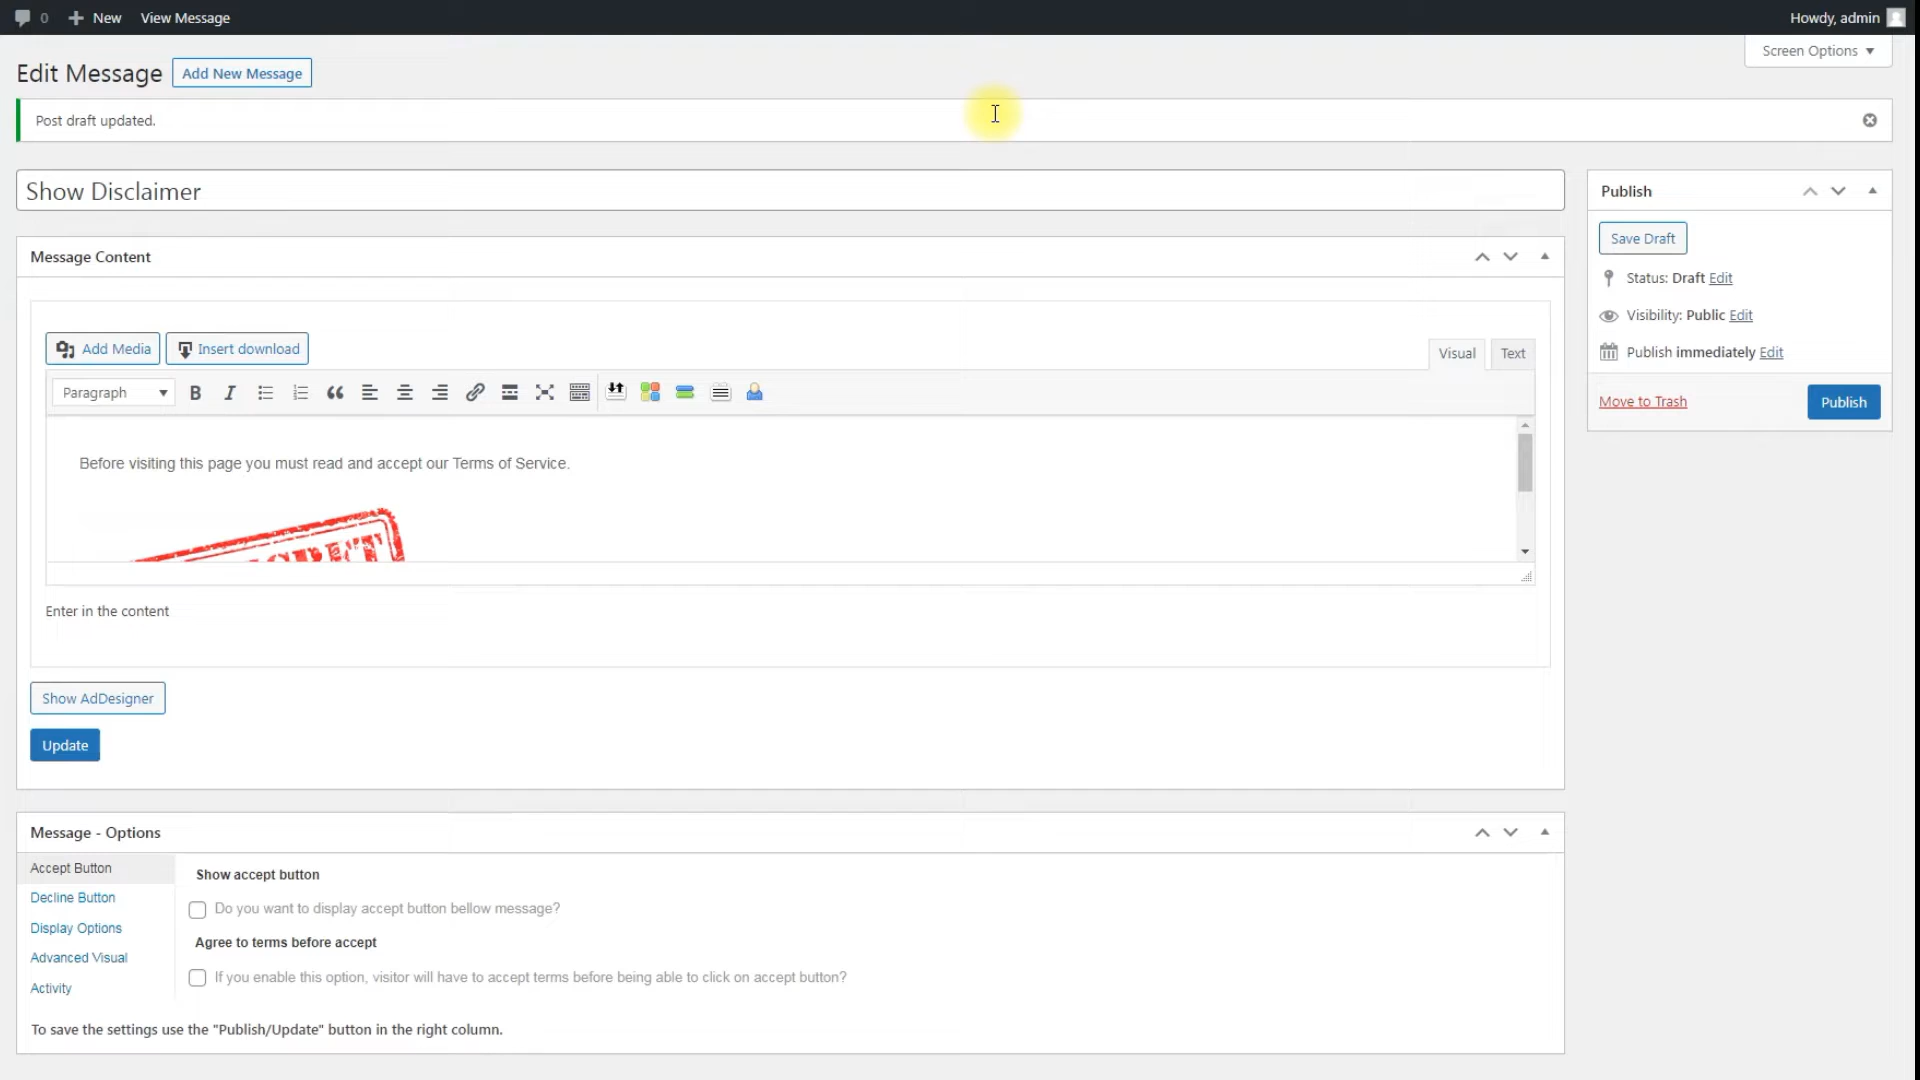 0 New View Message Howdy, admin
Screen Options
Edit Message Add New Message
Post draft updated.
Show Disclaimer
Publish
Save Draft
Message Content
Status: Draft Edit
Visibility: Public Edit
Add Media Insert download
Visual Text
Publish immediately Edit
Paragraph
Move to Trash Publish
Before visiting this page you must read and accept our Terms of Service.
Enter in the content
Show AdDesigner
Update
Message - Options
Accept Button
Show accept button
Decline Button
Do you want to display accept button bellow message?
Display Options
Agree to terms before accept
Advanced Visual
If you enable this option, visitor will have to accept terms before being able to click on accept button?
Activity
To save the settings use the "Publish/Update" button in the right column.